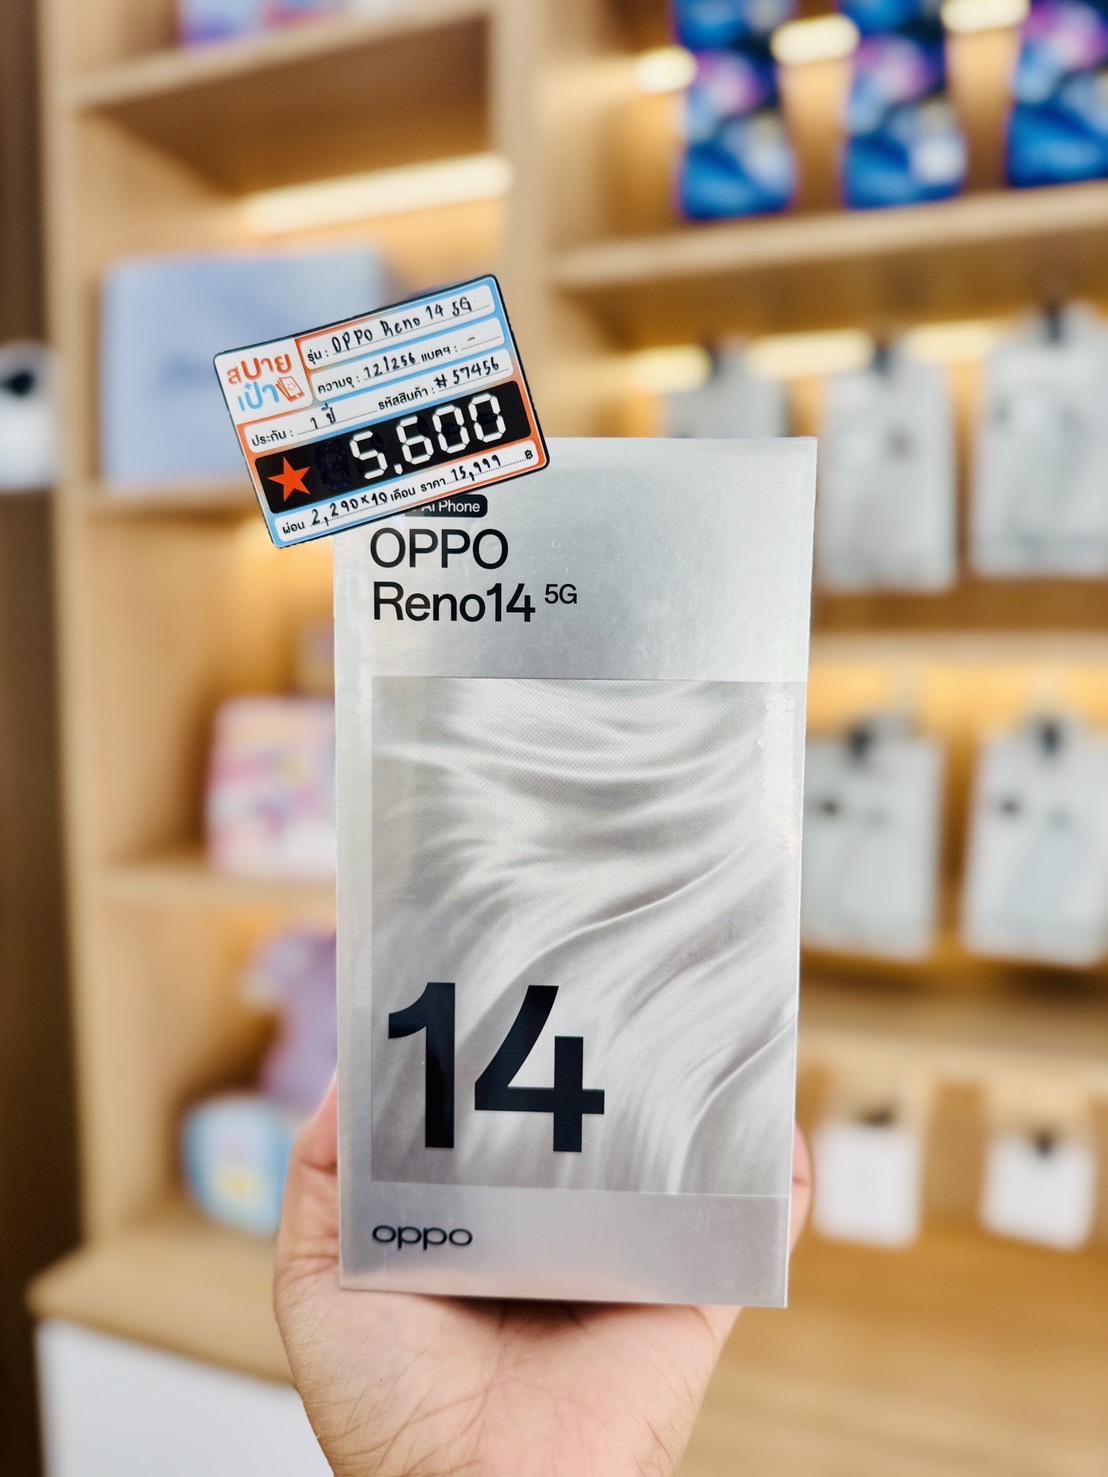 สบาย
เป๋า
รุ่น : OPPO Reno 14 5G
ความจุ : 12/256 แบตฯ : -
ประกัน : 1 ปี รหัสสินค้า : #57456
5.600
ผ่อน 2,290×10 เดือน ราคา 15,999 ฿
AI Phone
OPPO
Reno14 5G
14
oppo